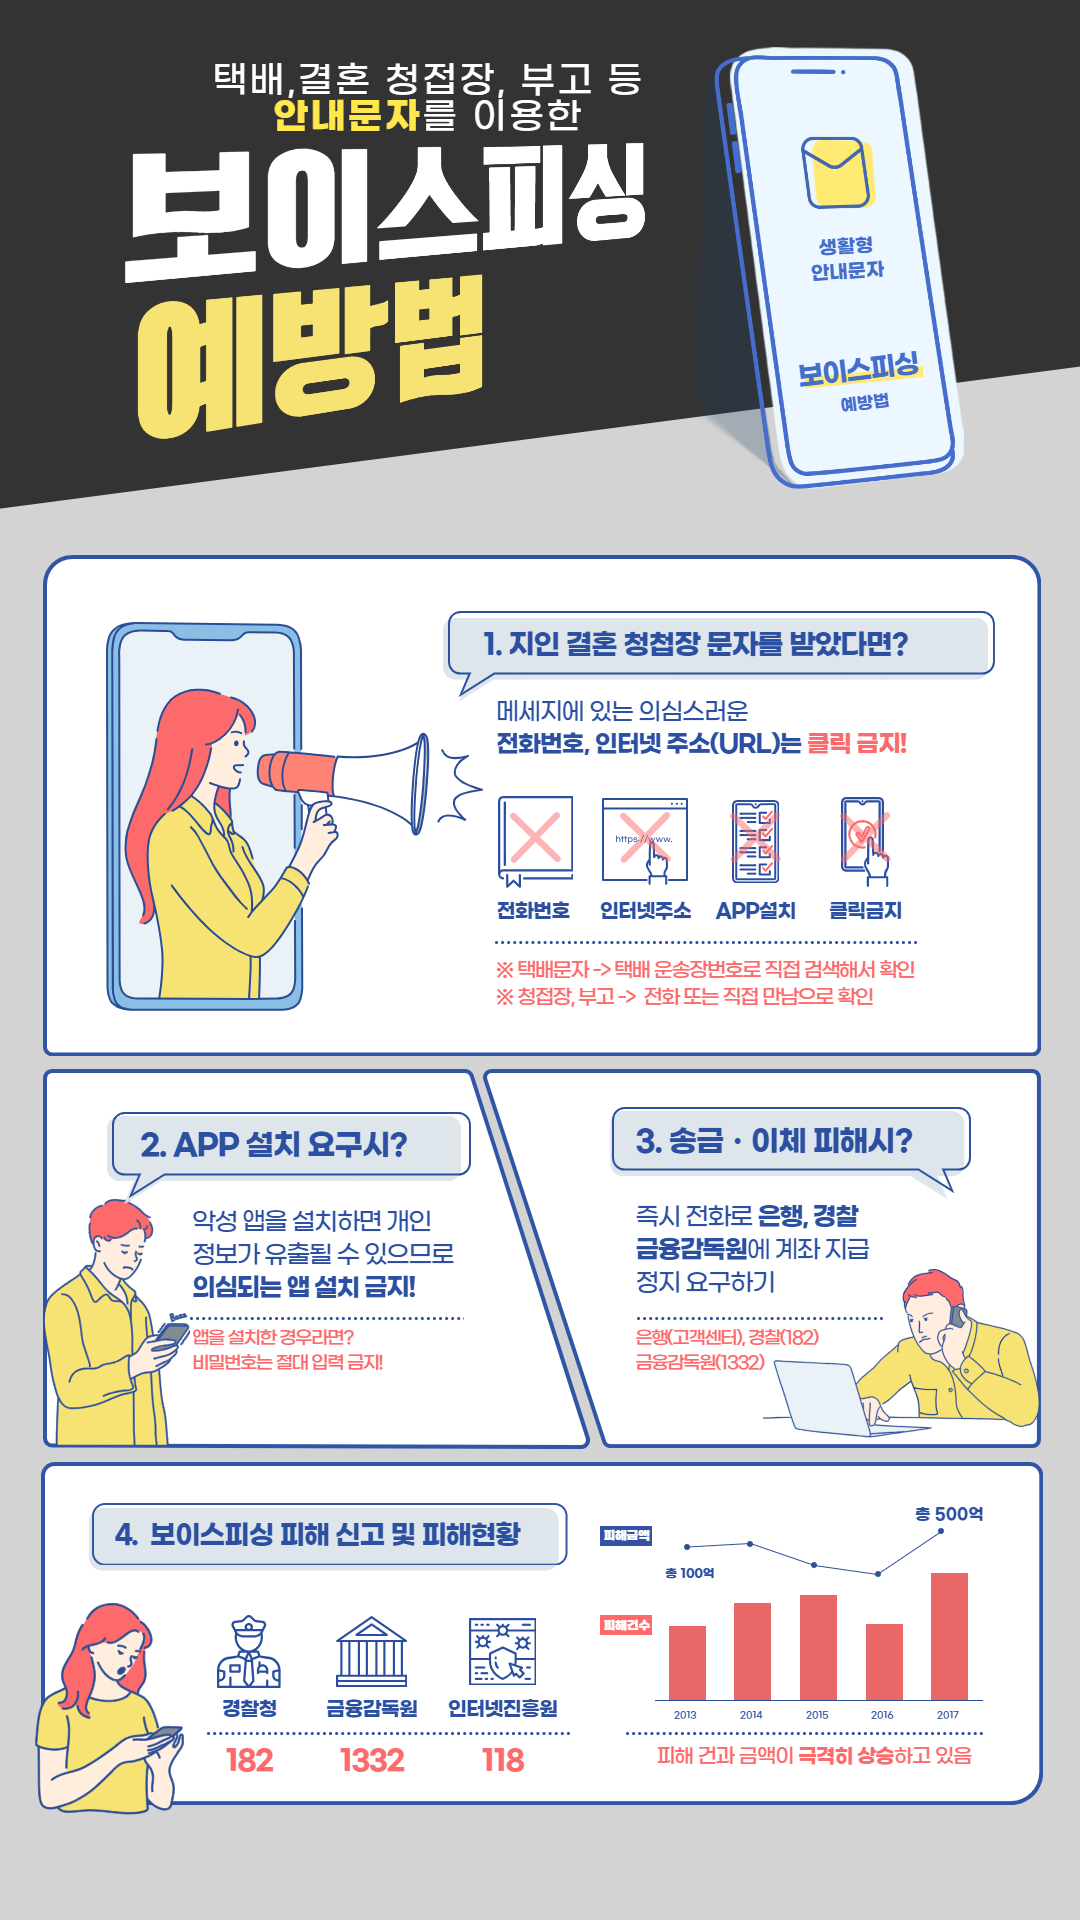 택배,결혼 청접장, 부고 등
안내문자를 이용한
보이스피싱
예방법
생활형
안내문자
보이스피싱
예방법
1. 지인 결혼 청첩장 문자를 받았다면?
메세지에 있는 의심스러운
전화번호, 인터넷 주소(URL)는 클릭 금지!
https://www.
전화번호 인터넷주소 APP설치 클릭금지
※ 택배문자 -> 택배 운송장번호로 직접 검색해서 확인
※ 청접장, 부고 -> 전화 또는 직접 만남으로 확인
2. APP 설치 요구시?
악성 앱을 설치하면 개인
정보가 유출될 수 있으므로
의심되는 앱 설치 금지!
Bzzz
앱을 설치한 경우라면?
비밀번호는 절대 입력 금지!
3. 송금 · 이체 피해시?
즉시 전화로 은행, 경찰
금융감독원에 계좌 지급
정지 요구하기
은행(고객센터), 경찰(182)
금융감독원(1332)
4. 보이스피싱 피해 신고 및 피해현황
경찰청 금융감독원 인터넷진흥원
182 1332 118
총 500억
피해금액
총 100억
피해건수
2013 2014 2015 2016 2017
피해 건과 금액이 극격히 상승하고 있음